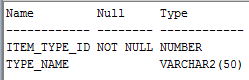 Name         Null     Type
------------ -------- ------------
ITEM_TYPE_ID NOT NULL NUMBER
TYPE_NAME             VARCHAR2(50)